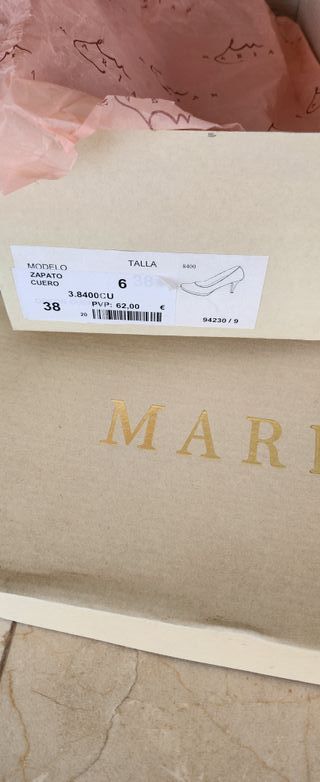 MODELO TALLA 8400
ZAPATO
CUERO 6 38
3.8400CU
38 PVP: 62,00 €
20 94230 / 9
MAR